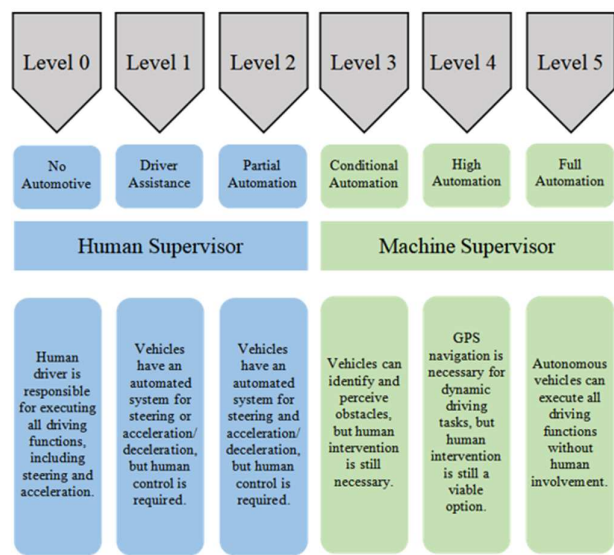 Level 0
Level 1
Level 2
Level 3
Level 4
Level 5
No
Automotive
Driver
Assistance
Partial
Automation
Conditional
Automation
High
Automation
Full
Automation
Human Supervisor
Machine Supervisor
Human
driver is
responsible
for executing
all driving
functions,
including
steering and
acceleration.
Vehicles
have an
automated
system for
steering or
acceleration/
deceleration,
but human
control is
required.
Vehicles
have an
automated
system for
steering and
acceleration/
deceleration,
but human
control is
required.
Vehicles can
identify and
perceive
obstacles,
but human
intervention
is still
necessary.
GPS
navigation is
necessary for
dynamic
driving
tasks, but
human
intervention
is still a
viable
option.
Autonomous
vehicles can
execute all
driving
functions
without
human
involvement.